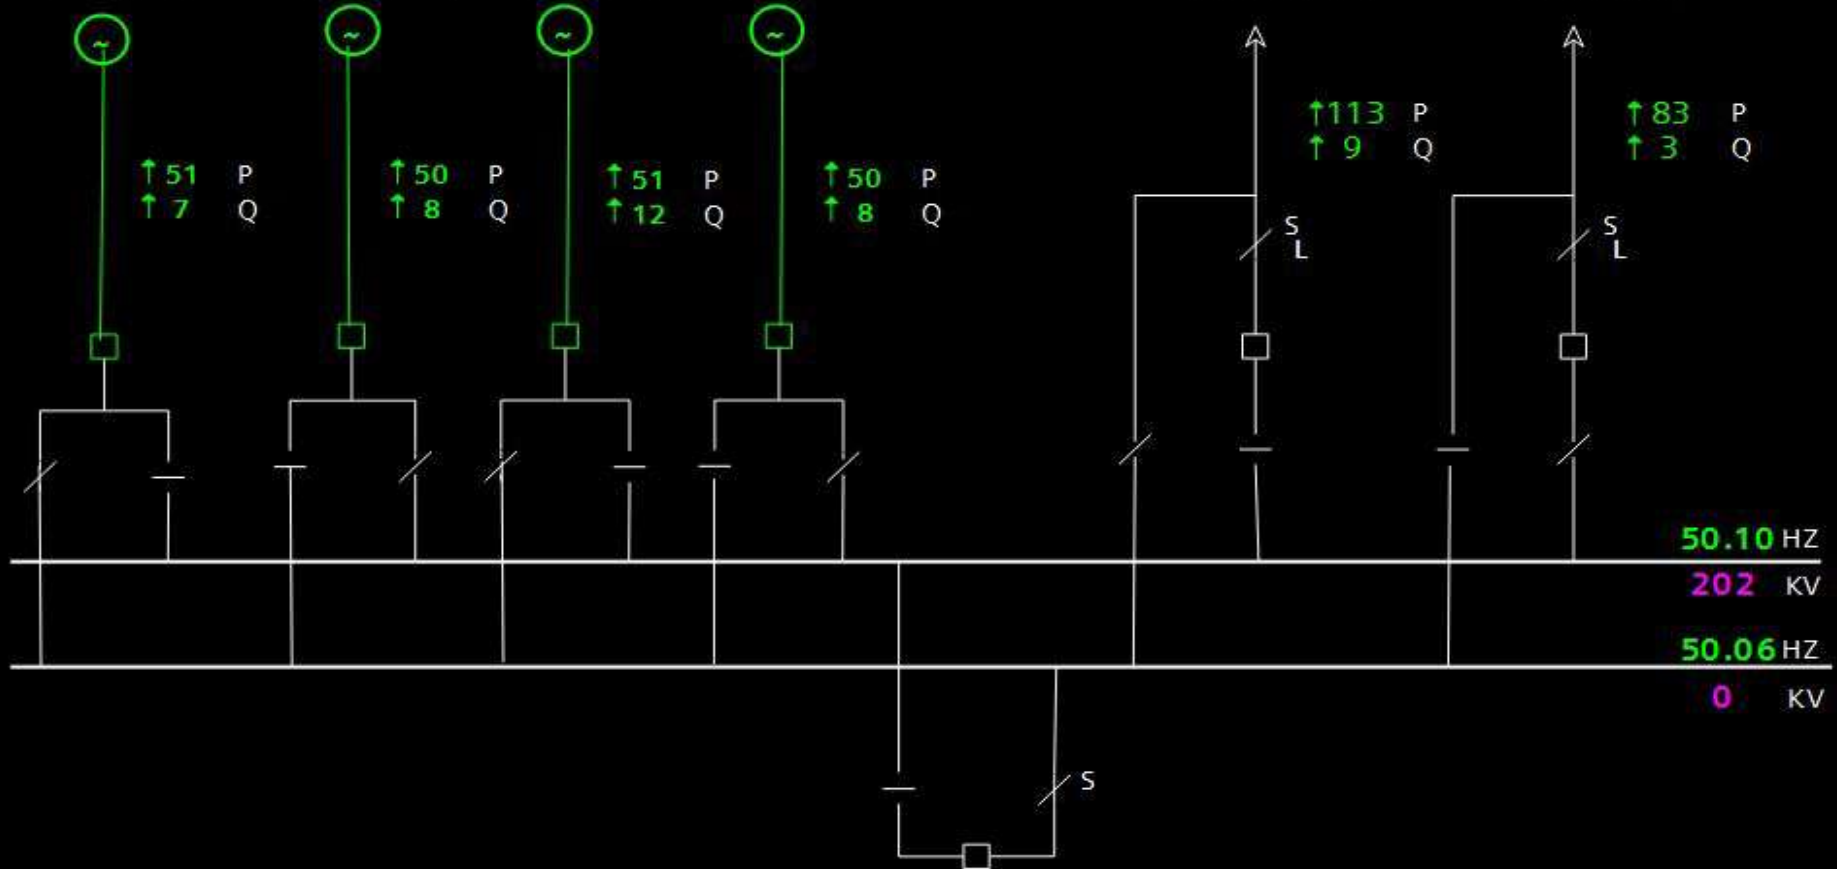 ~ ~ ~ ~
↑113 P
↑ 9 Q
↑ 83 P
↑ 3 Q
↑ 51 P
↑ 7 Q
↑ 50 P
↑ 8 Q
↑ 51 P
↑ 12 Q
↑ 50 P
↑ 8 Q
S
L
S
L
50.10 HZ
202 KV
50.06 HZ
0 KV
S